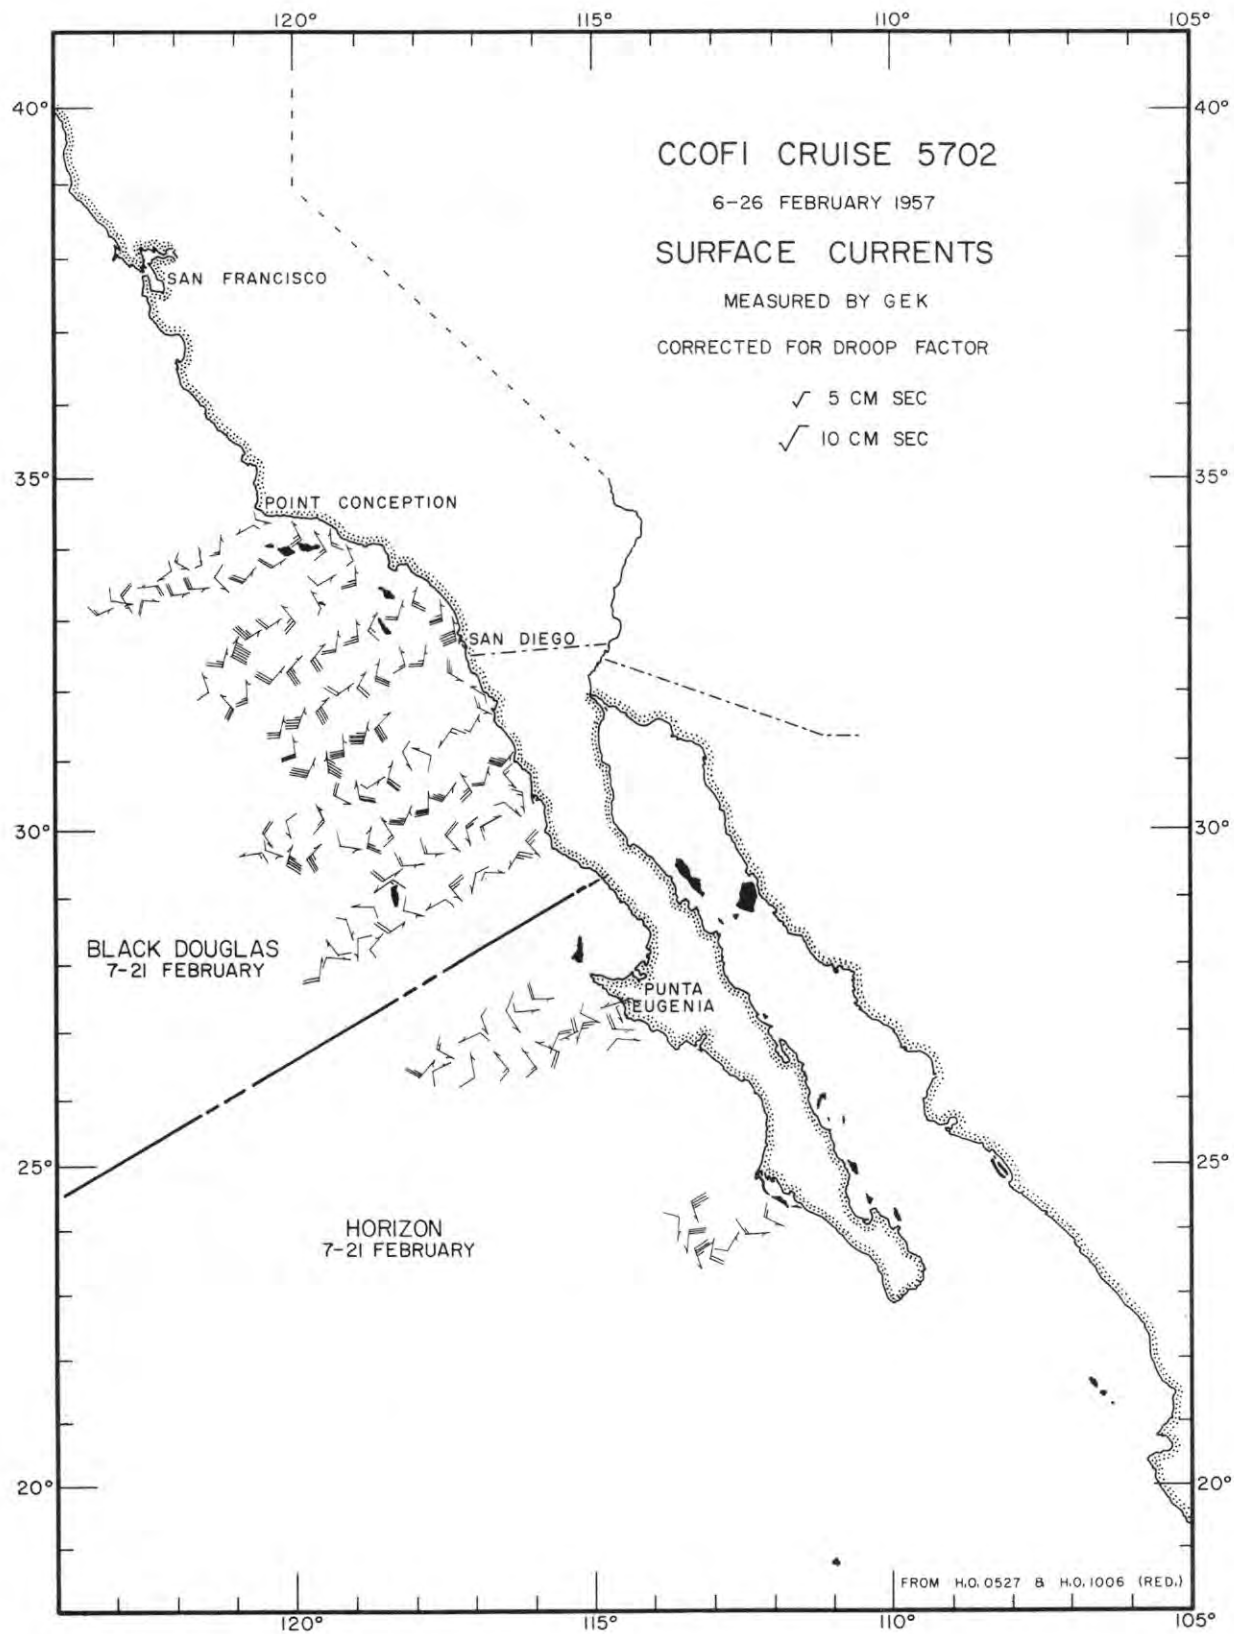 120° 115° 110° 105°
40° 40°
CCOFI CRUISE 5702
6-26 FEBRUARY 1957
SURFACE CURRENTS
MEASURED BY GEK
CORRECTED FOR DROOP FACTOR
5 CM SEC
10 CM SEC
SAN FRANCISCO
35° 35°
POINT CONCEPTION
SAN DIEGO
30° 30°
BLACK DOUGLAS
7-21 FEBRUARY
PUNTA
EUGENIA
25° 25°
HORIZON
7-21 FEBRUARY
20° 20°
FROM H.O. 0527 & H.O. 1006 (RED.)
120° 115° 110° 105°